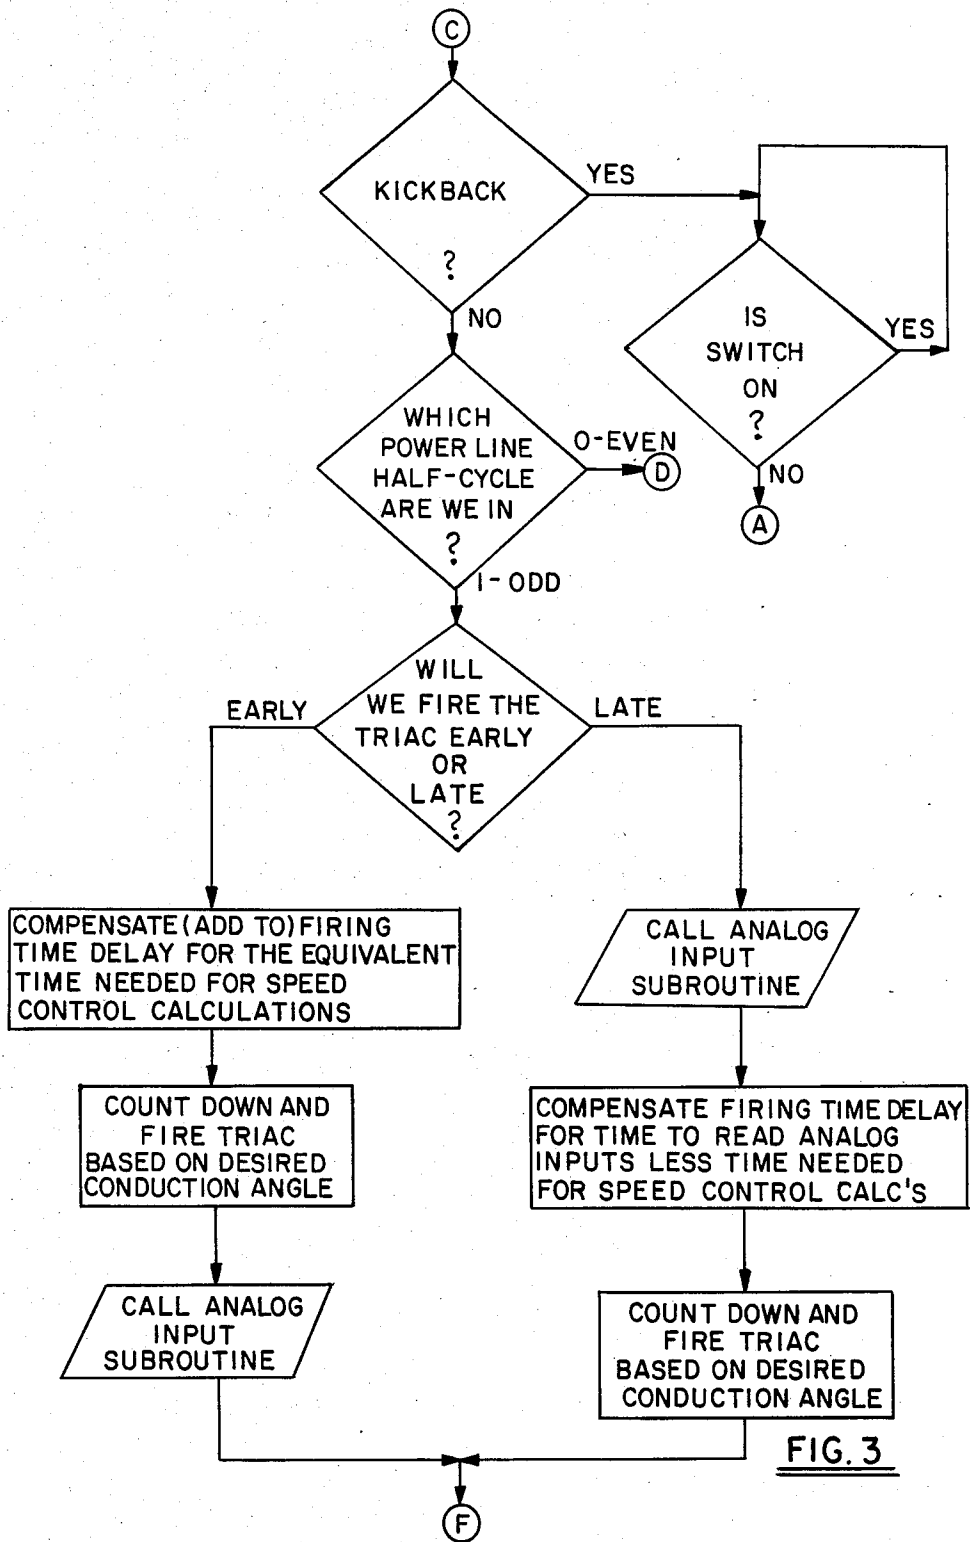 C
KICKBACK
?
YES
NO
IS
SWITCH
ON
?
YES
NO
A
WHICH
POWER LINE
HALF-CYCLE
ARE WE IN
?
0-EVEN
D
1-ODD
WILL
WE FIRE THE
TRIAC EARLY
OR
LATE
?
EARLY
LATE
COMPENSATE (ADD TO) FIRING
TIME DELAY FOR THE EQUIVALENT
TIME NEEDED FOR SPEED
CONTROL CALCULATIONS
COUNT DOWN AND
FIRE TRIAC
BASED ON DESIRED
CONDUCTION ANGLE
CALL ANALOG
INPUT
SUBROUTINE
CALL ANALOG
INPUT
SUBROUTINE
COMPENSATE FIRING TIME DELAY
FOR TIME TO READ ANALOG
INPUTS LESS TIME NEEDED
FOR SPEED CONTROL CALC'S
COUNT DOWN AND
FIRE TRIAC
BASED ON DESIRED
CONDUCTION ANGLE
FIG. 3
F